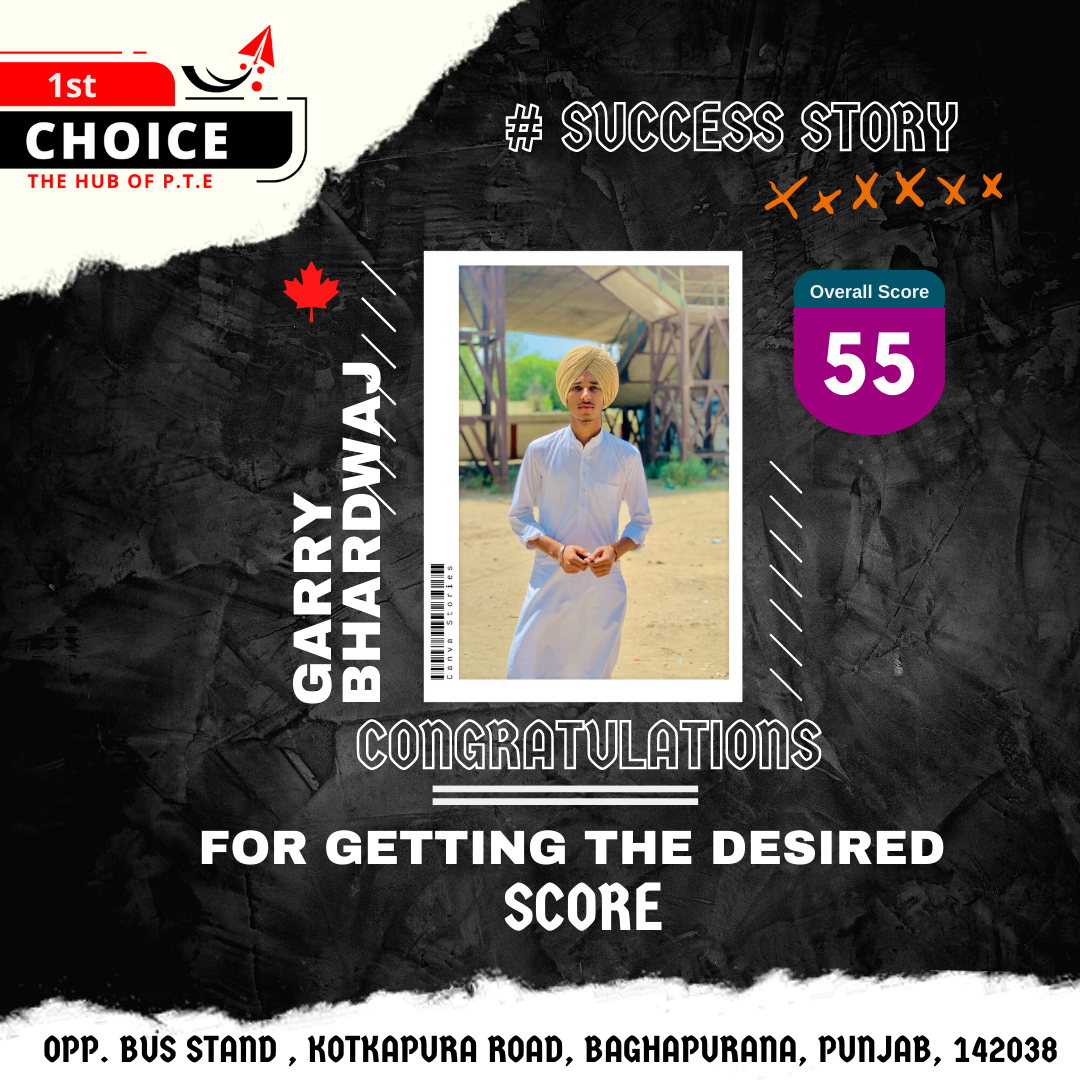 1st
CHOICE
THE HUB OF P.T.E
# SUCCESS STORY
Overall Score
55
GARRY
BHARDWAJ
Canva Stories
CONGRATULATIONS
FOR GETTING THE DESIRED
SCORE
OPP. BUS STAND , KOTKAPURA ROAD, BAGHAPURANA, PUNJAB, 142038